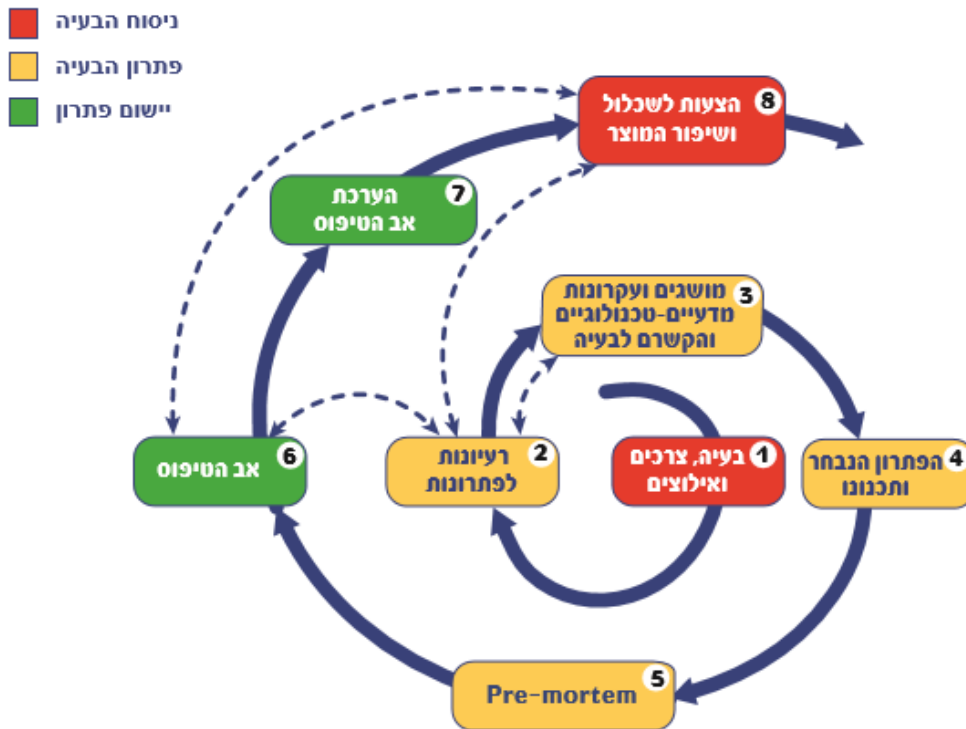 ניסוח הבעיה
פתרון הבעיה
יישום פתרון
8
הצעות לשכלול
ושיפור המוצר
7
הערכת
אב הטיפוס
3
מושגים ועקרונות
מדעיים-טכנולוגיים
והקשרם לבעיה
6
אב הטיפוס
2
רעיונות
לפתרונות
1
בעיה, צרכים
ואילוצים
4
הפתרון הנבחר
ותכנונו
5
Pre-mortem